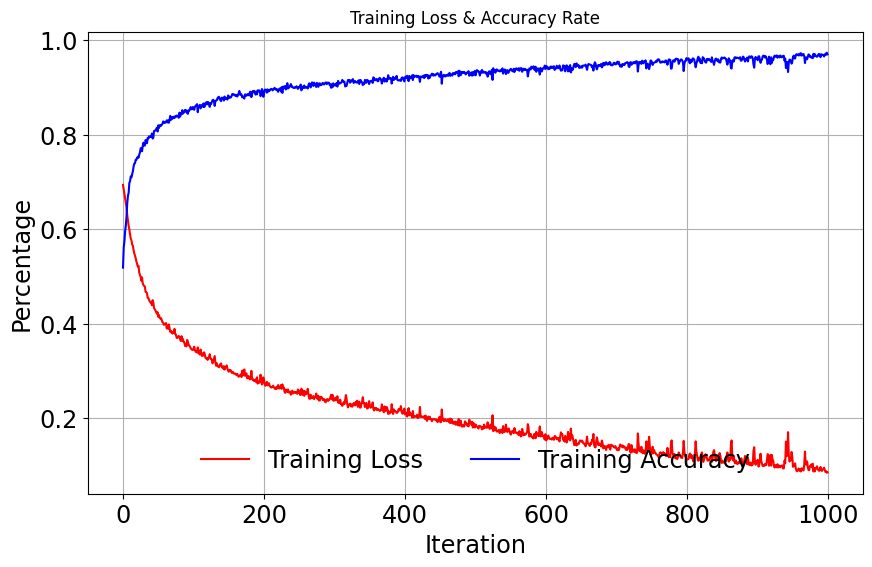 Training Loss & Accuracy Rate
1.0
0.8
0.6
0.4
0.2
Percentage
Training Loss Training Accuracy
0 200 400 600 800 1000
Iteration